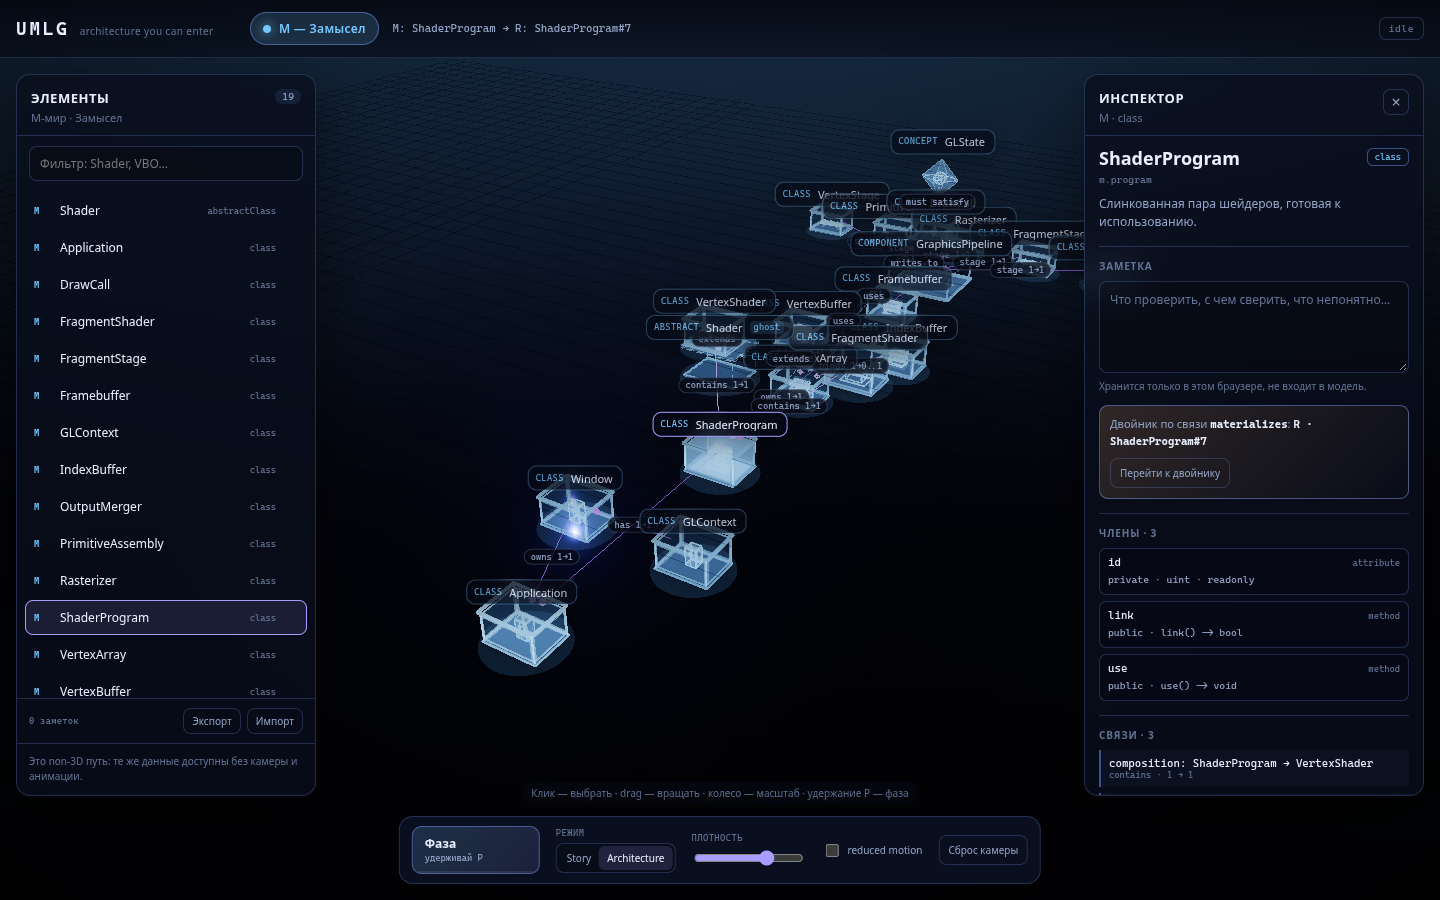 UMLG architecture you can enter
M — Замысел
M: ShaderProgram → R: ShaderProgram#7
idle
ЭЛЕМЕНТЫ
19
M-мир · Замысел
Фильтр: Shader, VBO...
M Shader abstractClass
M Application class
M DrawCall class
M FragmentShader class
M FragmentStage class
M Framebuffer class
M GLContext class
M IndexBuffer class
M OutputMerger class
M PrimitiveAssembly class
M Rasterizer class
M ShaderProgram class
M VertexArray class
M VertexBuffer class
0 заметок
Экспорт
Импорт
Это non-3D путь: те же данные доступны без камеры и
анимации.
CONCEPT GLState
CLASS VertexStage
CLASS
must satisfy
CLASS Rasterizer
COMPONENT GraphicsPipeline
CLASS
writes to
stage 1→1
stage 1→1
CLASS Framebuffer
uses
CLASS VertexShader
VertexBuffer
uses
ABSTRACT Shader ghost
IndexBuffer
CLASS FragmentShader
extends
extends
contains 1→1
owns 1→1
contains 1→1
CLASS ShaderProgram
CLASS Window
has
CLASS GLContext
owns 1→1
CLASS Application
Клик — выбрать · drag — вращать · колесо — масштаб · удержание P — фаза
Фаза
удерживай P
РЕЖИМ
Story
Architecture
ПЛОТНОСТЬ
reduced motion
Сброс камеры
ИНСПЕКТОР
×
M · class
ShaderProgram
class
m.program
Слинкованная пара шейдеров, готовая к
использованию.
ЗАМЕТКА
Что проверить, с чем сверить, что непонятно...
Хранится только в этом браузере, не входит в модель.
Двойник по связи materializes: R ·
ShaderProgram#7
Перейти к двойнику
ЧЛЕНЫ · 3
id attribute
private · uint · readonly
link method
public · link() → bool
use method
public · use() → void
СВЯЗИ · 3
composition: ShaderProgram → VertexShader
contains · 1 → 1